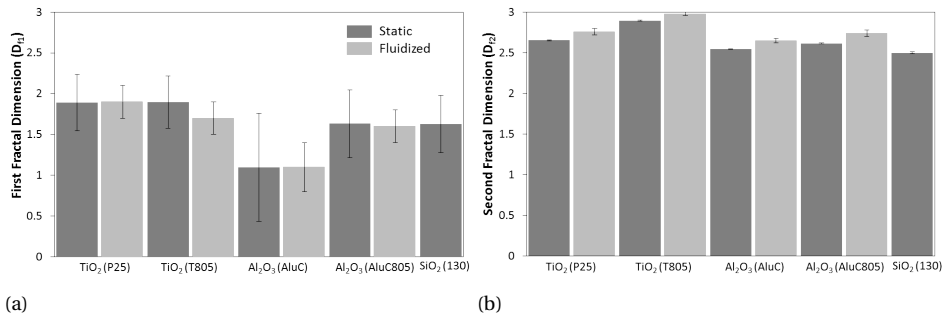 First Fractal Dimension (Df1)
3
2.5
2
1.5
1
0.5
0
Static
Fluidized
TiO2 (P25) TiO2 (T805) Al2O3 (AluC) Al2O3 (AluC805) SiO2 (130)
(a)
Second Fractal Dimension (Df2)
3
2.5
2
1.5
1
0.5
0
TiO2 (P25) TiO2 (T805) Al2O3 (AluC) Al2O3 (AluC805) SiO2 (130)
(b)